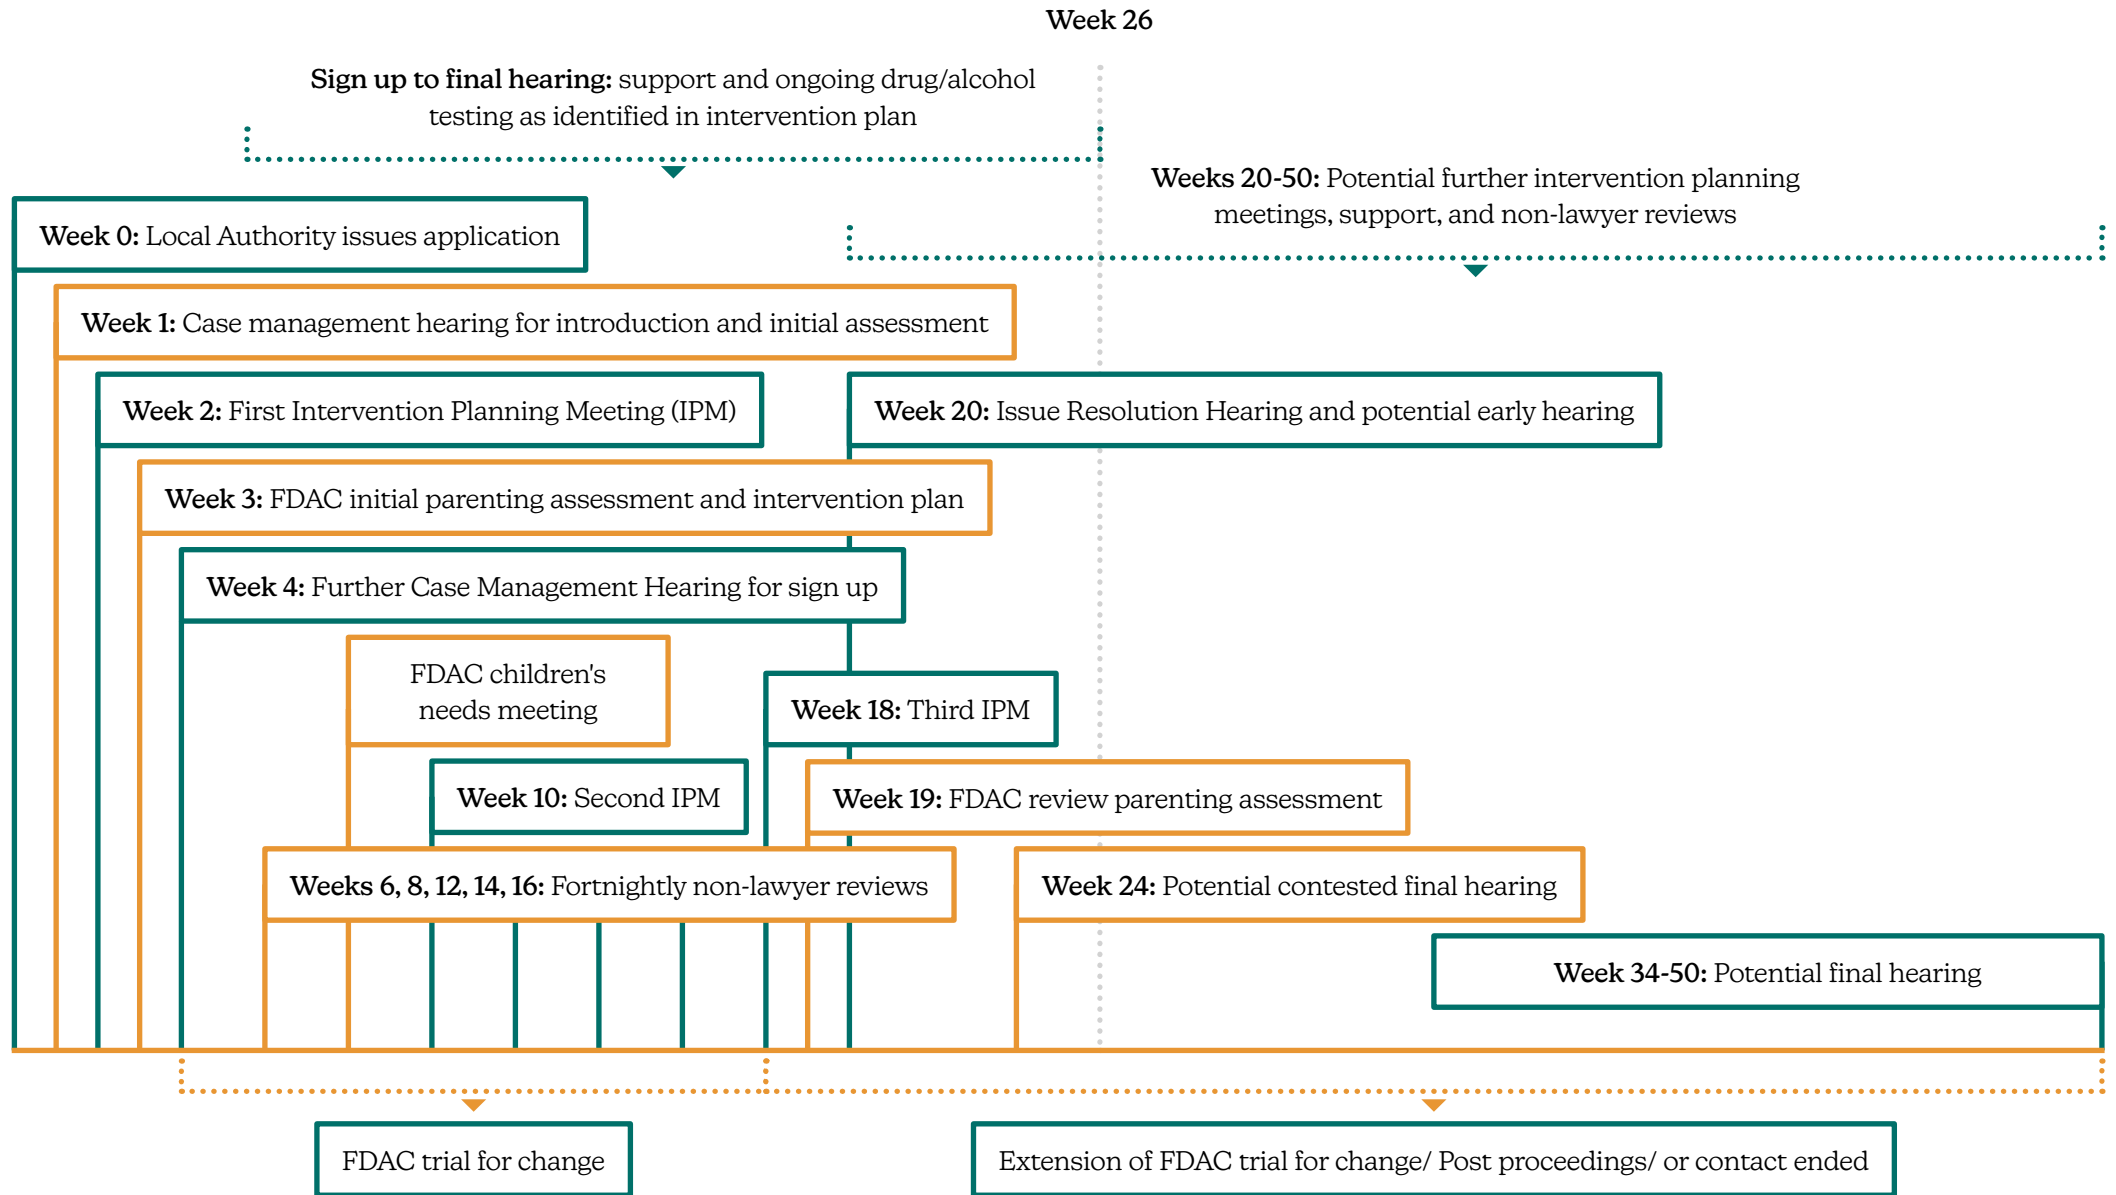 Week 26
Sign up to final hearing: support and ongoing drug/alcohol
testing as identified in intervention plan
Weeks 20-50: Potential further intervention planning
meetings, support, and non-lawyer reviews
Week 0: Local Authority issues application
Week 1: Case management hearing for introduction and initial assessment
Week 2: First Intervention Planning Meeting (IPM)
Week 20: Issue Resolution Hearing and potential early hearing
Week 3: FDAC initial parenting assessment and intervention plan
Week 4: Further Case Management Hearing for sign up
FDAC children's
needs meeting
Week 18: Third IPM
Week 10: Second IPM
Week 19: FDAC review parenting assessment
Weeks 6, 8, 12, 14, 16: Fortnightly non-lawyer reviews
Week 24: Potential contested final hearing
Week 34-50: Potential final hearing
FDAC trial for change
Extension of FDAC trial for change/ Post proceedings/ or contact ended